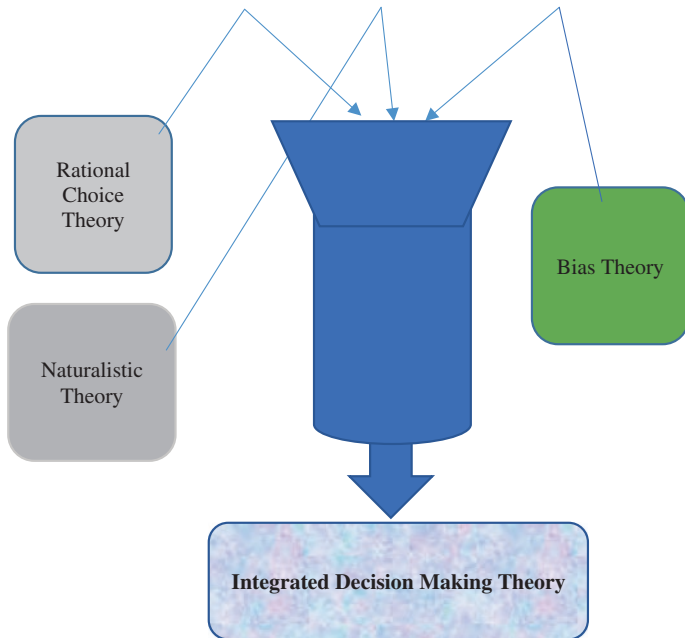 Rational
Choice
Theory
Bias Theory
Naturalistic
Theory
Integrated Decision Making Theory